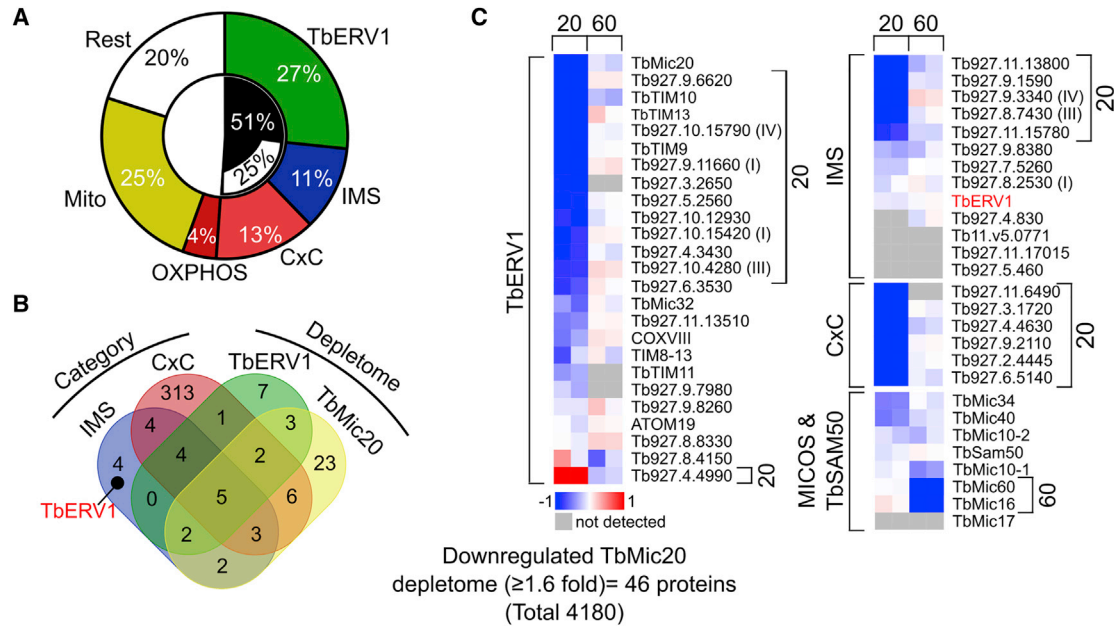 A
Rest
20%
TbERV1
27%
51%
25%
25%
Mito
11%
IMS
4%
13%
OXPHOS
CxC
B
Category
Depletome
CxC
TbERV1
IMS
TbMic20
313
7
4
1
3
4
4
2
23
TbERV1
0
5
6
2
3
2
C
20 60
TbERV1
TbMic20
Tb927.9.6620
TbTIM10
TbTIM13
Tb927.10.15790 (IV)
TbTIM9
Tb927.9.11660 (I)
Tb927.3.2650
Tb927.5.2560
Tb927.10.12930
Tb927.10.15420 (I)
Tb927.4.3430
Tb927.10.4280 (III)
Tb927.6.3530
TbMic32
Tb927.11.13510
COXVIII
TIM8-13
TbTIM11
Tb927.9.7980
Tb927.9.8260
ATOM19
Tb927.8.8330
Tb927.8.4150
Tb927.4.4990
20
20
-1 1
not detected
Downregulated TbMic20
depletome (≥1.6 fold)= 46 proteins
(Total 4180)
20 60
IMS
Tb927.11.13800
Tb927.9.1590
Tb927.9.3340 (IV)
Tb927.8.7430 (III)
Tb927.11.15780
Tb927.9.8380
Tb927.7.5260
Tb927.8.2530 (I)
TbERV1
Tb927.4.830
Tb11.v5.0771
Tb927.11.17015
Tb927.5.460
20
CxC
Tb927.11.6490
Tb927.3.1720
Tb927.4.4630
Tb927.9.2110
Tb927.2.4445
Tb927.6.5140
20
MICOS &
TbSAM50
TbMic34
TbMic40
TbMic10-2
TbSam50
TbMic10-1
TbMic60
TbMic16
TbMic17
60